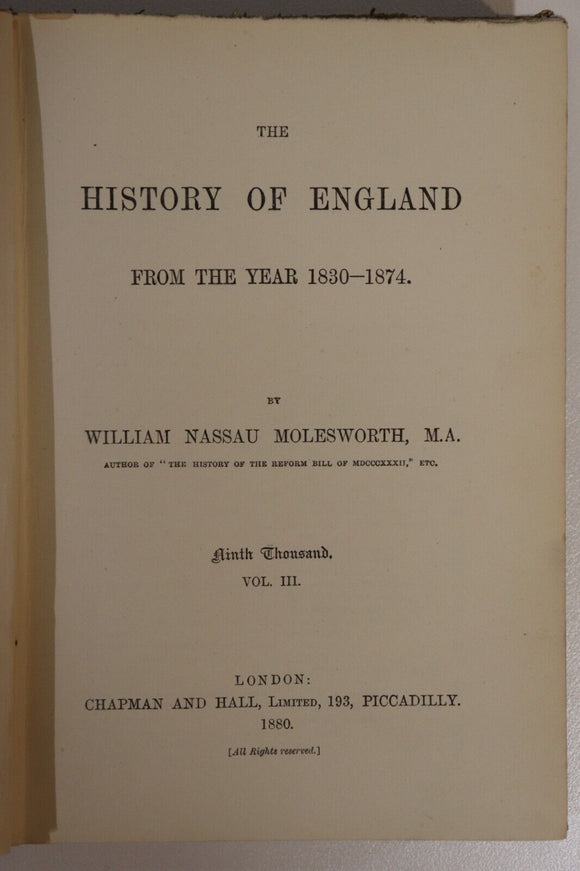 THE
HISTORY OF ENGLAND
FROM THE YEAR 1830—1874.
BY
WILLIAM NASSAU MOLESWORTH, M.A.
AUTHOR OF "THE HISTORY OF THE REFORM BILL OF MDCCCXXXII," ETC.
Ninth Thousand.
VOL. III.
LONDON:
CHAPMAN AND HALL, LIMITED, 193, PICCADILLY.
1880.
[All Rights reserved.]